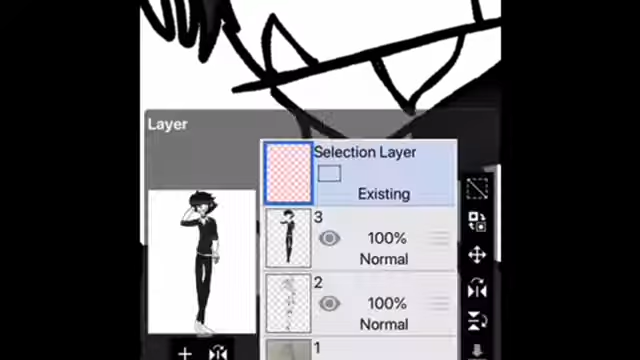 Layer
Selection Layer
Existing
3
100%
Normal
2
100%
Normal
1